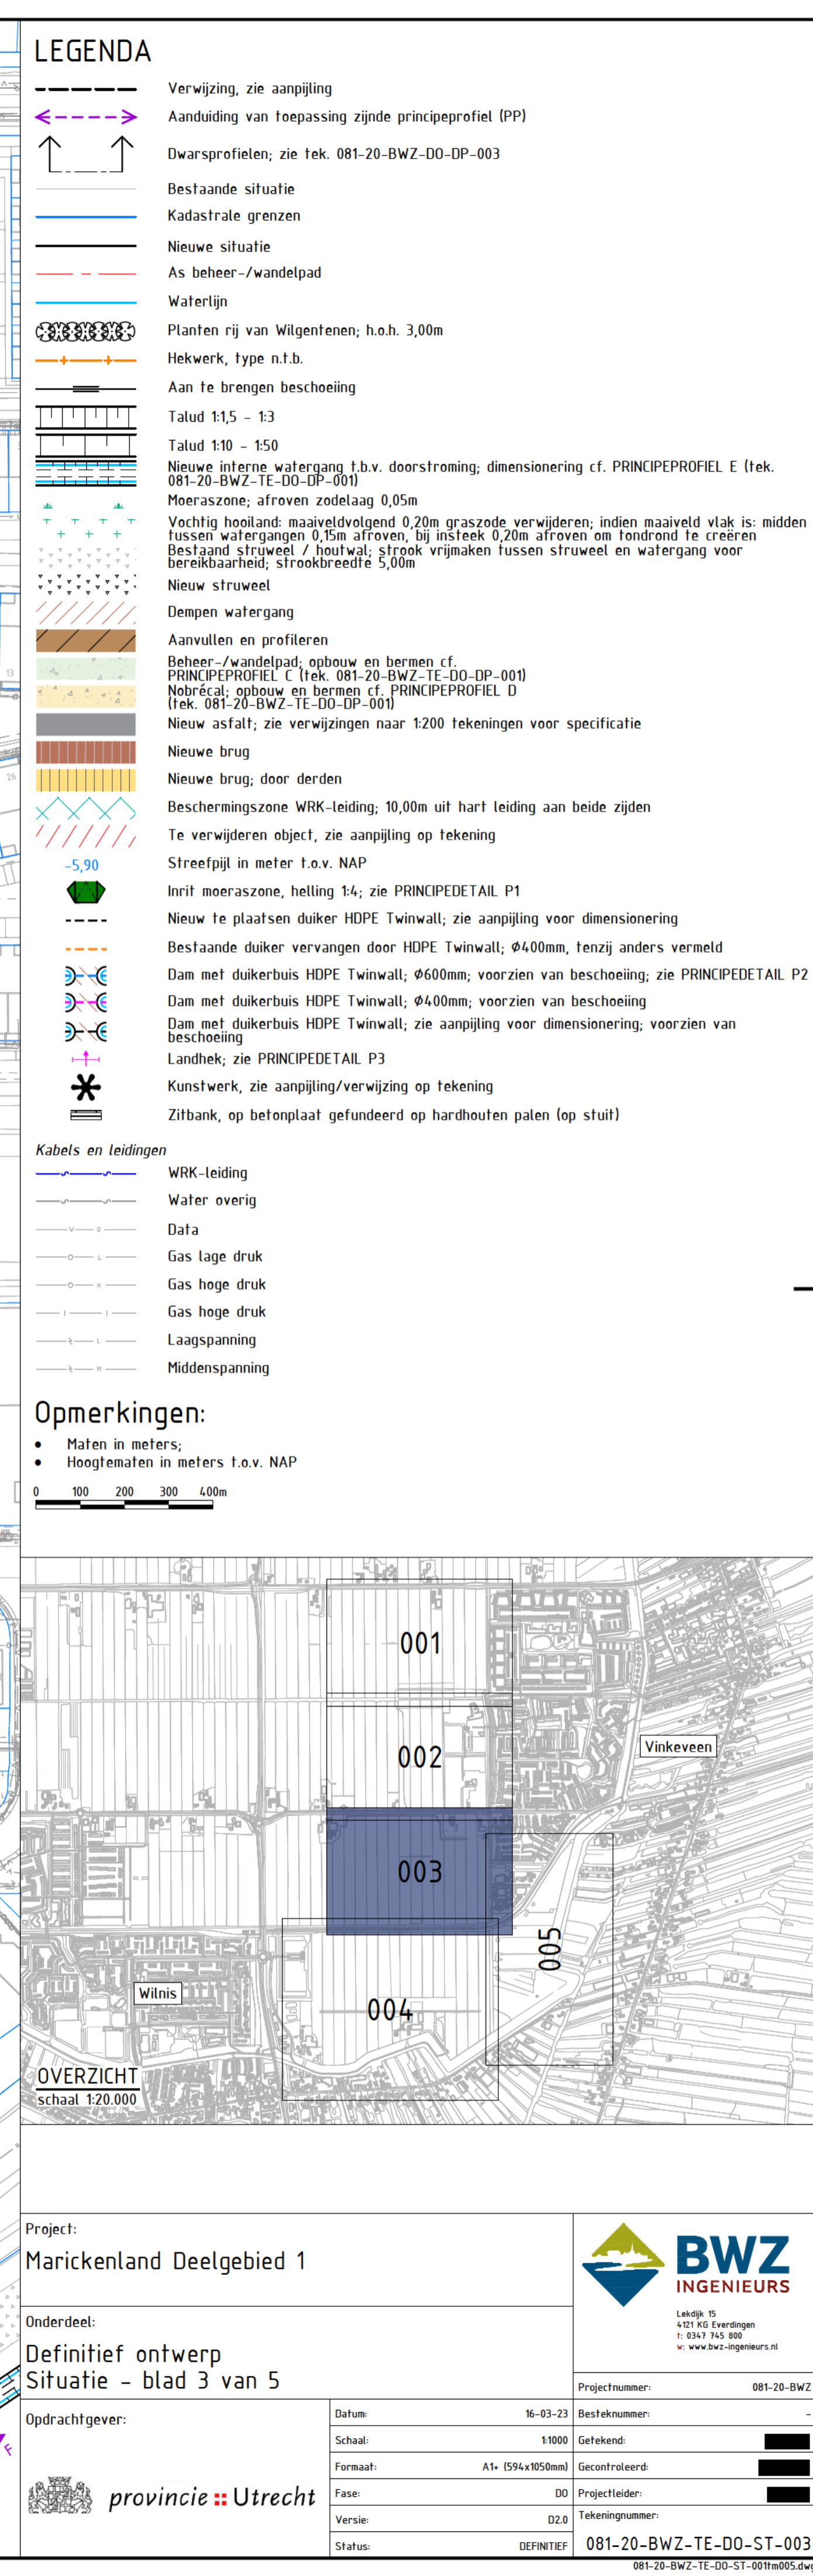 LEGENDA
Verwijzing, zie aanpijling
Aanduiding van toepassing zijnde principeprofiel (PP)
Dwarsprofielen; zie tek. 081-20-BWZ-DO-DP-003
Bestaande situatie
Kadastrale grenzen
Nieuwe situatie
As beheer-/wandelpad
Waterlijn
Planten rij van Wilgentenen; h.o.h. 3,00m
Hekwerk, type n.t.b.
Aan te brengen beschoeiing
Talud 1:1,5 - 1:3
Talud 1:10 - 1:50
Nieuwe interne watergang t.b.v. doorstroming; dimensionering cf. PRINCIPEPROFIEL E (tek.
081-20-BWZ-TE-DO-DP-001)
Moeraszone; afroven zodelaag 0,05m
Vochtig hooiland: maaiveldvolgend 0,20m graszode verwijderen; indien maaiveld vlak is: midden
tussen watergangen 0,15m afroven, bij insteek 0,20m afroven om tondrond te creëren
Bestaand struweel / houtwal; strook vrijmaken tussen struweel en watergang voor
bereikbaarheid; strookbreedte 5,00m
Nieuw struweel
Dempen watergang
Aanvullen en profileren
Beheer-/wandelpad; opbouw en bermen cf.
PRINCIPEPROFIEL C (tek. 081-20-BWZ-TE-DO-DP-001)
Nobrécal; opbouw en bermen cf. PRINCIPEPROFIEL D
(tek. 081-20-BWZ-TE-DO-DP-001)
Nieuw asfalt; zie verwijzingen naar 1:200 tekeningen voor specificatie
Nieuwe brug
Nieuwe brug; door derden
Beschermingszone WRK-leiding; 10,00m uit hart leiding aan beide zijden
Te verwijderen object, zie aanpijling op tekening
-5,90 Streefpijl in meter t.o.v. NAP
Inrit moeraszone, helling 1:4; zie PRINCIPEDETAIL P1
Nieuw te plaatsen duiker HDPE Twinwall; zie aanpijling voor dimensionering
Bestaande duiker vervangen door HDPE Twinwall; Ø400mm, tenzij anders vermeld
Dam met duikerbuis HDPE Twinwall; Ø600mm; voorzien van beschoeiing; zie PRINCIPEDETAIL P2
Dam met duikerbuis HDPE Twinwall; Ø400mm; voorzien van beschoeiing
Dam met duikerbuis HDPE Twinwall; zie aanpijling voor dimensionering; voorzien van
beschoeiing
Landhek; zie PRINCIPEDETAIL P3
Kunstwerk, zie aanpijling/verwijzing op tekening
Zitbank, op betonplaat gefundeerd op hardhouten palen (op stuit)
Kabels en leidingen
WRK-leiding
Water overig
Data
Gas lage druk
Gas hoge druk
Gas hoge druk
Laagspanning
Middenspanning
Opmerkingen:
• Maten in meters;
• Hoogtematen in meters t.o.v. NAP
0 100 200 300 400m
13
26
001
002
Vinkeveen
003
005
Wilnis
004
OVERZICHT
schaal 1:20.000
Project:
Marickenland Deelgebied 1
BWZ
INGENIEURS
Lekdijk 15
4121 KG Everdingen
t: 0347 745 800
w: www.bwz-ingenieurs.nl
Onderdeel:
Definitief ontwerp
Situatie - blad 3 van 5
Projectnummer: 081-20-BWZ
Opdrachtgever:
provincie Utrecht
Datum: 16-03-23
Besteknummer: -
Schaal: 1:1000
Getekend:
Formaat: A1+ (594x1050mm)
Gecontroleerd:
Fase: DO
Projectleider:
Versie: D2.0
Tekeningnummer:
Status: DEFINITIEF
081-20-BWZ-TE-DO-ST-003
F
081-20-BWZ-TE-DO-ST-001tm005.dwg